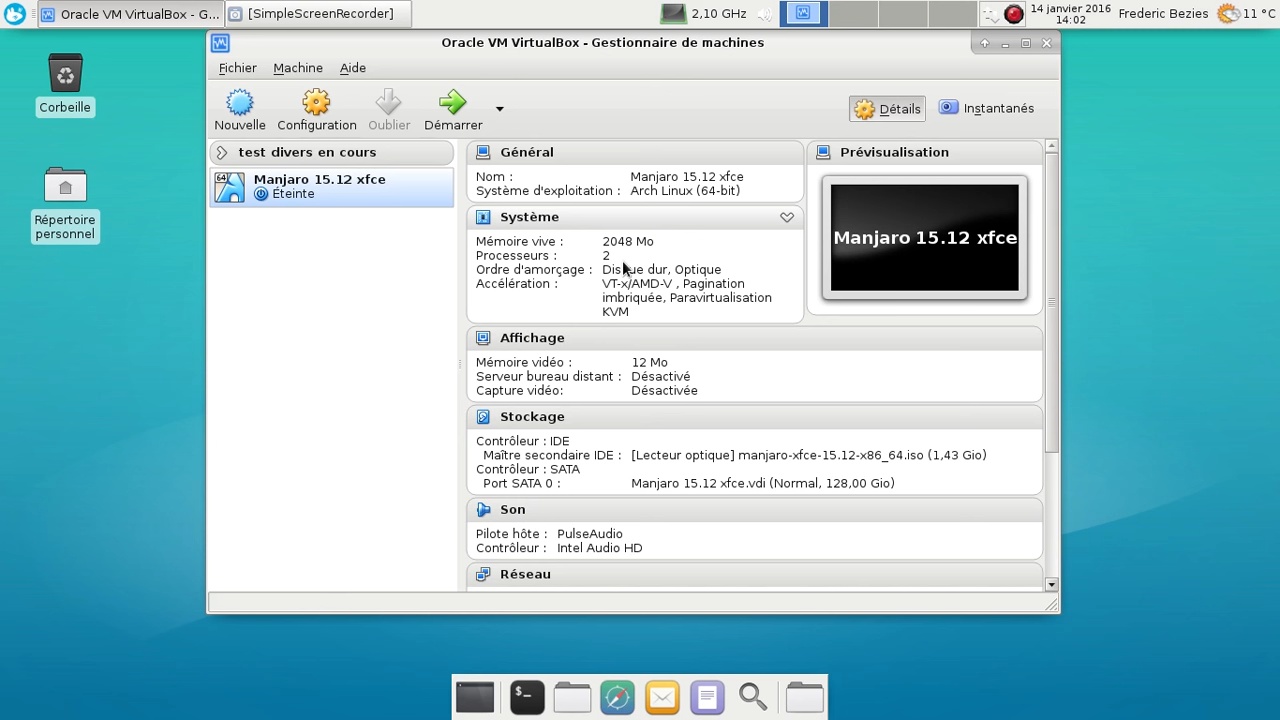 Oracle VM VirtualBox - G...
[SimpleScreenRecorder]
2,10 GHz
14 janvier 2016
14:02
Frederic Bezies
11 °C
Corbeille
Répertoire
personnel
Oracle VM VirtualBox - Gestionnaire de machines
Fichier Machine Aide
Nouvelle Configuration Oublier Démarrer
Détails Instantanés
test divers en cours
64
Manjaro 15.12 xfce
Éteinte
Général
Nom : Manjaro 15.12 xfce
Système d'exploitation : Arch Linux (64-bit)
Système
Mémoire vive : 2048 Mo
Processeurs : 2
Ordre d'amorçage : Disque dur, Optique
Accélération : VT-x/AMD-V , Pagination
imbriquée, Paravirtualisation
KVM
Prévisualisation
Manjaro 15.12 xfce
Affichage
Mémoire vidéo : 12 Mo
Serveur bureau distant : Désactivé
Capture vidéo: Désactivée
Stockage
Contrôleur : IDE
Maître secondaire IDE : [Lecteur optique] manjaro-xfce-15.12-x86_64.iso (1,43 Gio)
Contrôleur : SATA
Port SATA 0 : Manjaro 15.12 xfce.vdi (Normal, 128,00 Gio)
Son
Pilote hôte : PulseAudio
Contrôleur : Intel Audio HD
Réseau
$_